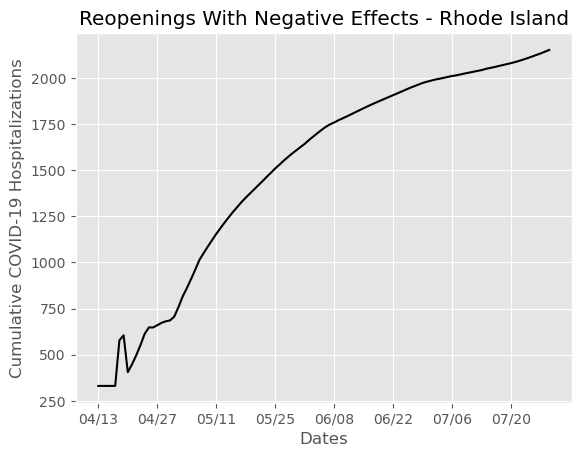 Reopenings With Negative Effects - Rhode Island
Cumulative COVID-19 Hospitalizations
2000
1750
1500
1250
1000
750
500
250
04/13 04/27 05/11 05/25 06/08 06/22 07/06 07/20
Dates